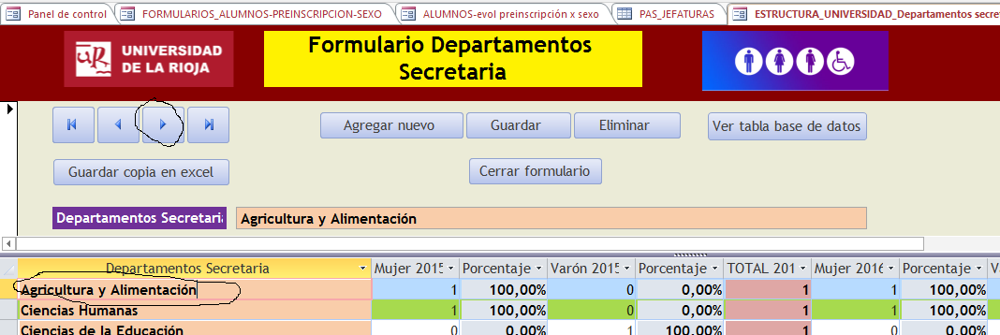 Panel de control FORMULARIOS_ALUMNOS-PREINSCRIPCION-SEXO ALUMNOS-evol preinscripción x sexo PAS_JEFATURAS ESTRUCTURA_UNIVERSIDAD_Departamentos secre
UNIVERSIDAD
DE LA RIOJA
Formulario Departamentos
Secretaria
Agregar nuevo Guardar Eliminar Ver tabla base de datos
Guardar copia en excel Cerrar formulario
Departamentos Secretari Agricultura y Alimentación
Departamentos Secretaria Mujer 2015 Porcentaje Varón 2015 Porcentaje TOTAL 201 Mujer 2016 Porcentaje V
Agricultura y Alimentación 1 100,00% 0 0,00% 1 1 100,00%
Ciencias Humanas 1 100,00% 0 0,00% 1 1 100,00%
Ciencias de la Educación 0 0,00% 1 100,00% 1 0 0,00%